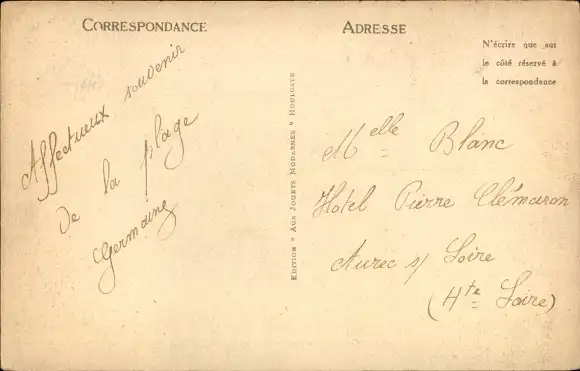 CORRESPONDANCE
Affectueux souvenir
de la plage
Germaine
EDITION "AUX JOUETS MODERNES" HOULGATE
ADRESSE
N'écrire que sur
le côté réservé à
la correspondance
Melle Blanc
Hotel Pierre Clémaron
Aurec s/ Loire
(Hte Loire)